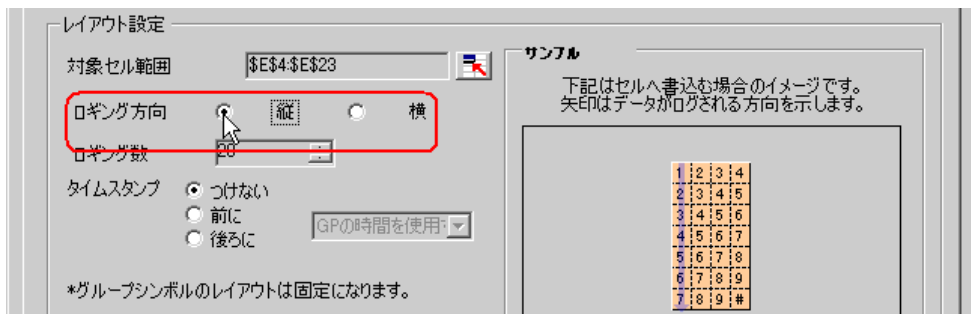 レイアウト設定
対象セル範囲 $E$4:$E$23
ロギング方向 縦 横
ロギング数 20
タイムスタンプ つけない
前に
後ろに
GPの時間を使用
*グループシンボルのレイアウトは固定になります。
サンプル
下記はセルへ書込む場合のイメージです。
矢印はデータがログされる方向を示します。
1 2 3 4
2 3 4 5
3 4 5 6
4 5 6 7
5 6 7 8
6 7 8 9
7 8 9 #